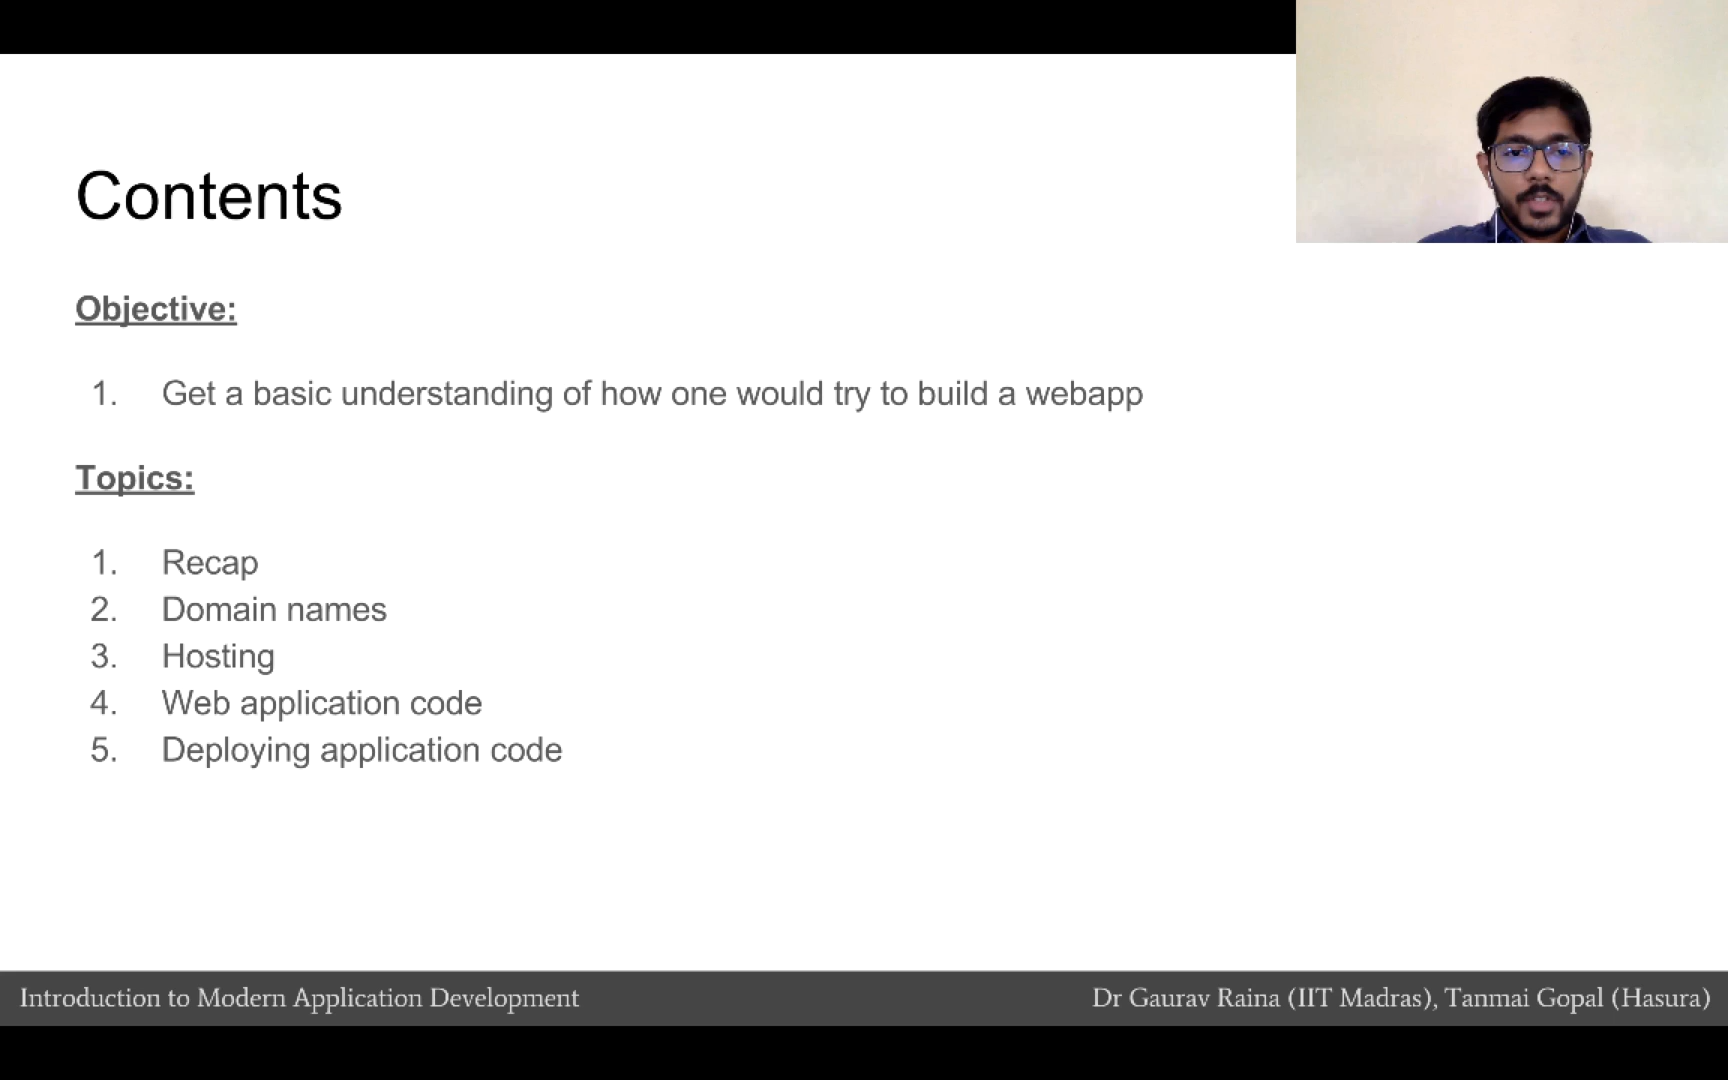 Contents
Objective:
1. Get a basic understanding of how one would try to build a webapp
Topics:
1. Recap
2. Domain names
3. Hosting
4. Web application code
5. Deploying application code
Introduction to Modern Application Development
Dr Gaurav Raina (IIT Madras), Tanmai Gopal (Hasura)